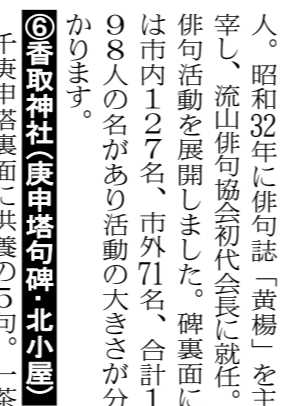 人。昭和32年に俳句誌「黄楊」を主
宰し、流山俳句協会初代会長に就任。
俳句活動を展開しました。碑裏面に
は市内127名、市外71名、合計1
98人の名があり活動の大きさが分
かります。
⑥香取神社(庚申塔句碑・北小屋)
千庚申塔裏面に供養の5句。一茶